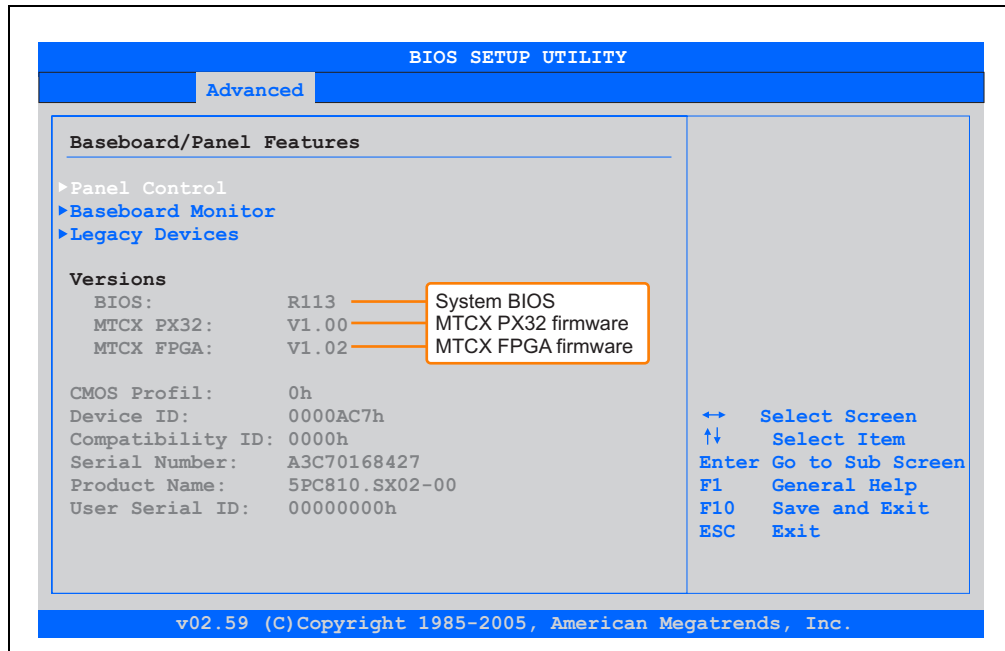 BIOS SETUP UTILITY
Advanced
Baseboard/Panel Features
▶Panel Control
▶Baseboard Monitor
▶Legacy Devices
Versions
BIOS: R113 System BIOS
MTCX PX32: V1.00 MTCX PX32 firmware
MTCX FPGA: V1.02 MTCX FPGA firmware
CMOS Profil: 0h
Device ID: 0000AC7h
Compatibility ID: 0000h
Serial Number: A3C70168427
Product Name: 5PC810.SX02-00
User Serial ID: 00000000h
↔ Select Screen
↑↓ Select Item
Enter Go to Sub Screen
F1 General Help
F10 Save and Exit
ESC Exit
v02.59 (C)Copyright 1985-2005, American Megatrends, Inc.